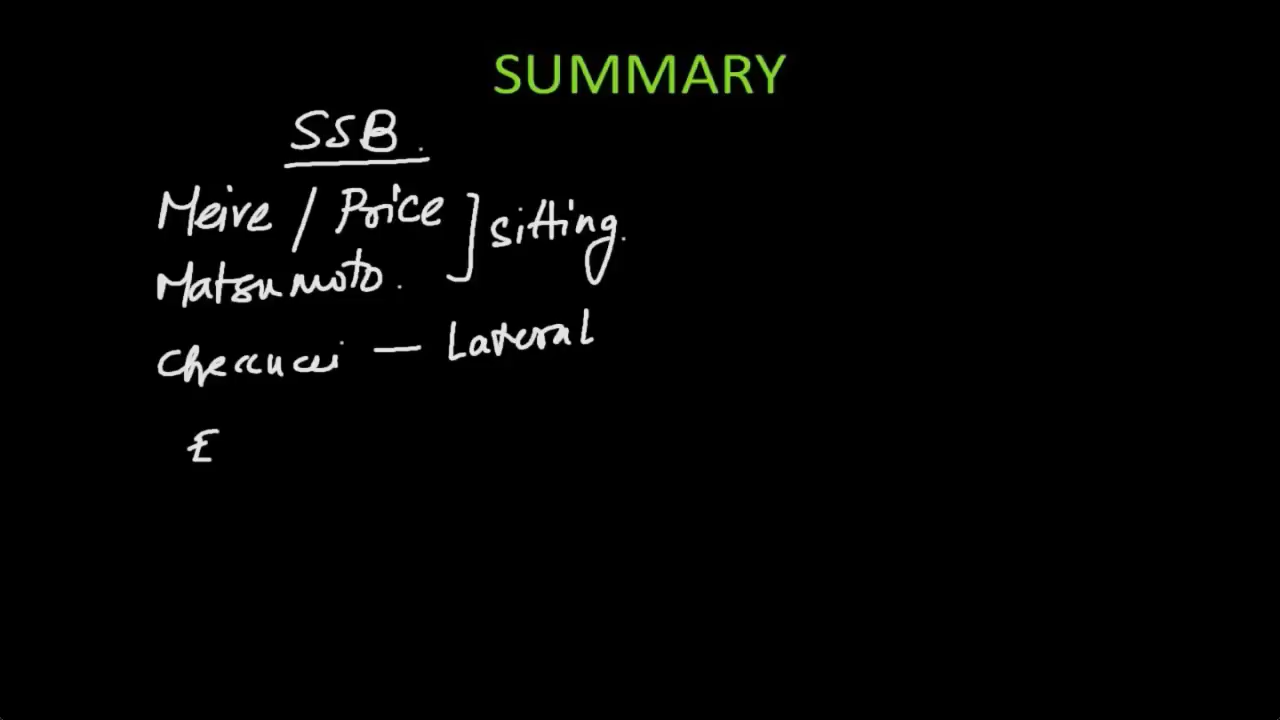 SUMMARY
SSB.
Meire / Price ] sitting.
Matsumoto.
Checcucci — Lateral
E